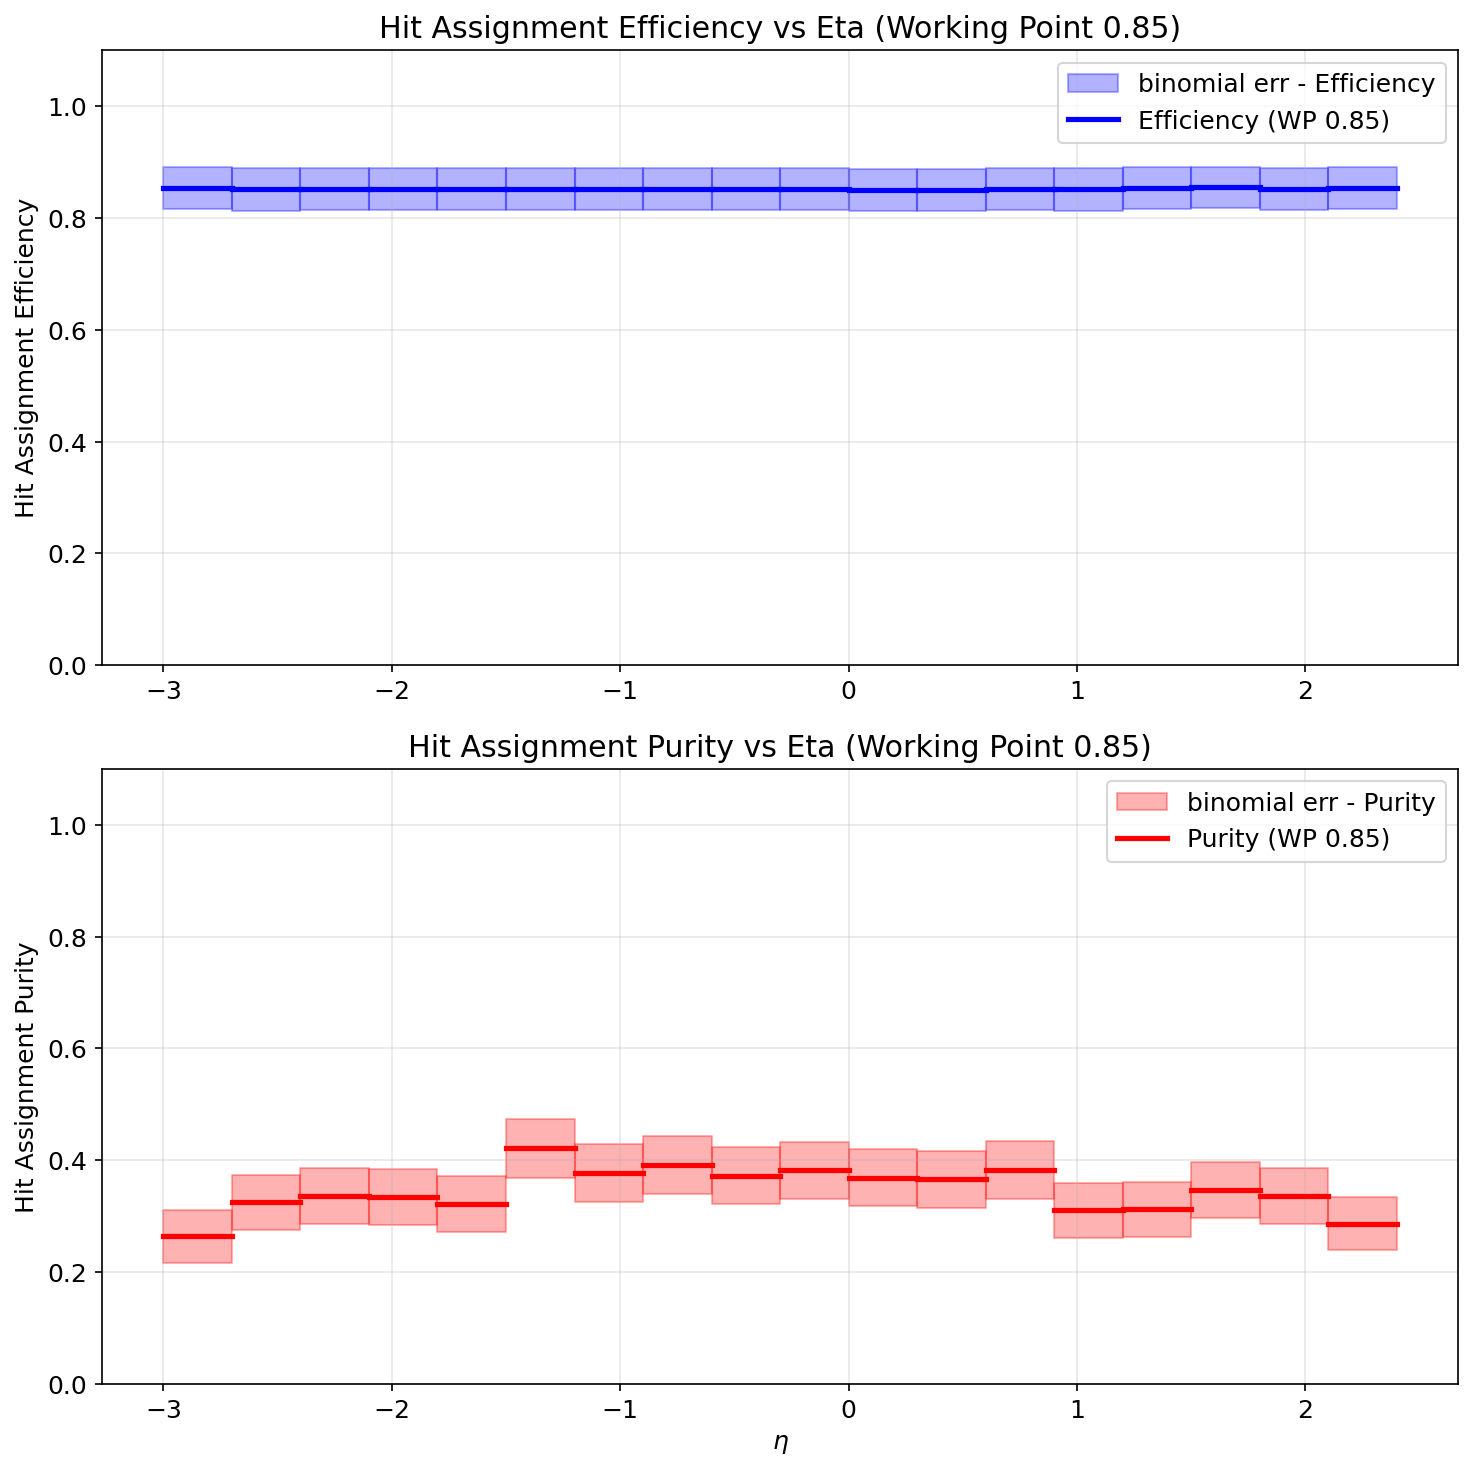 Hit Assignment Efficiency vs Eta (Working Point 0.85)
binomial err - Efficiency
Efficiency (WP 0.85)
Hit Assignment Efficiency
1.0
0.8
0.6
0.4
0.2
0.0
−3 −2 −1 0 1 2
Hit Assignment Purity vs Eta (Working Point 0.85)
binomial err - Purity
Purity (WP 0.85)
Hit Assignment Purity
1.0
0.8
0.6
0.4
0.2
0.0
−3 −2 −1 0 1 2
η